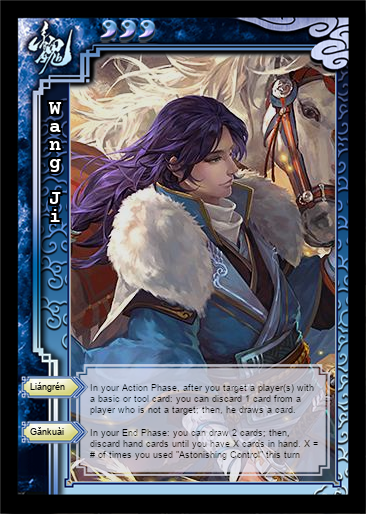 魏
Wang Ji
Liángrén
In your Action Phase, after you target a player(s) with
a basic or tool card: you can discard 1 card from a
player who is not a target; then, he draws a card.
Gǎnkuài
In your End Phase: you can draw 2 cards; then,
discard hand cards until you have X cards in hand. X =
# of times you used "Astonishing Control" this turn